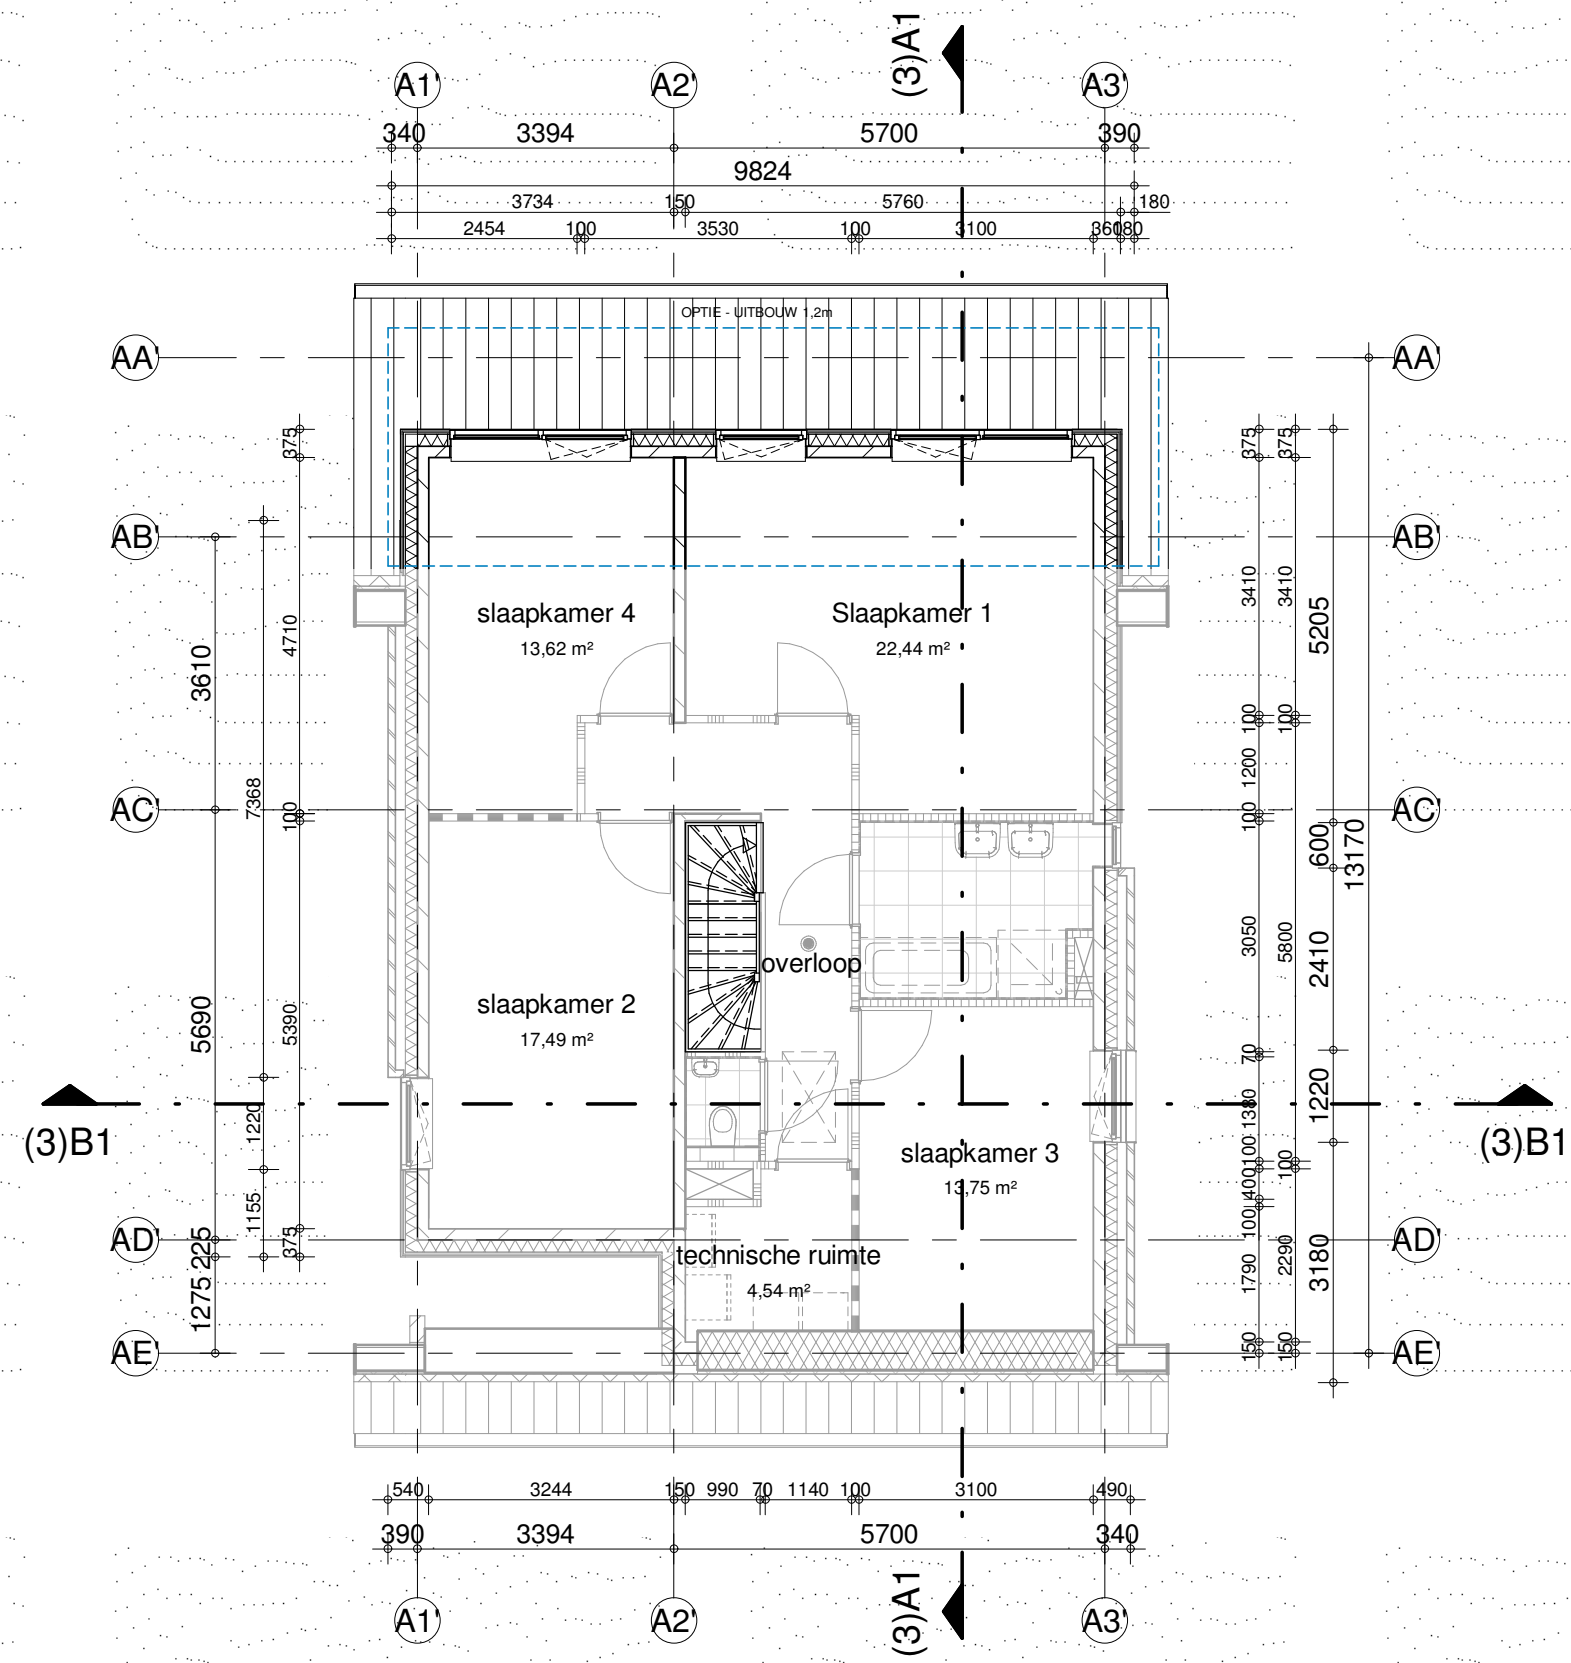 (3)A1
A1' A2' A3'
340 3394 5700 390
9824
3734 150 5760 180
2454 100 3530 100 3100 360 180
OPTIE - UITBOUW 1,2m
AA' AA'
375 375 375
AB' AB'
slaapkamer 4 Slaapkamer 1
13,62 m² 22,44 m²
3610 4710 3410 3410 5205
7368 100 100 100 1200 100
AC' AC'
600 13170
3050 5800 2410
overloop
slaapkamer 2
17,49 m²
5690 5390
70 1380 1220
(3)B1 (3)B1
1220
slaapkamer 3
13,75 m²
100 400 100 100
1155 375
AD' AD'
225 1275
technische ruimte
4,54 m²
1790 2290 3180
150 150
AE' AE'
540 3244 150 990 70 1140 100 3100 490
390 3394 5700 340
(3)A1
A1' A2' A3'